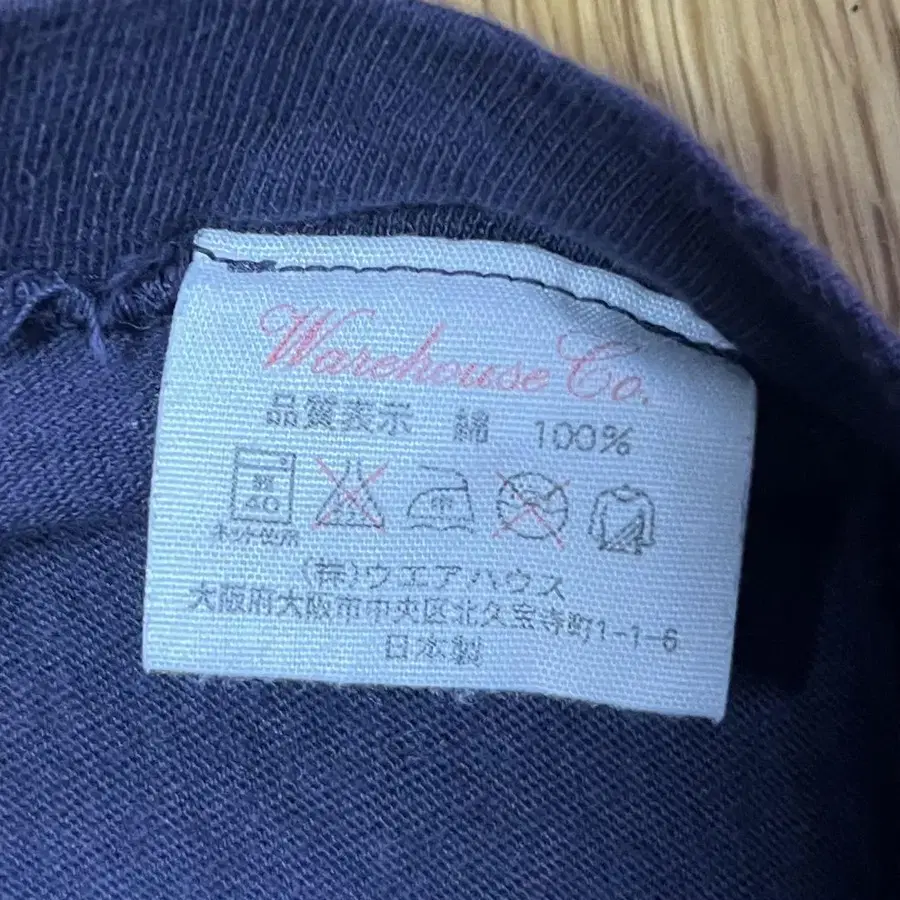 Warehouse Co.
品質表示 綿 100%
40 中
ネット使用
(株)ウエアハウス
大阪府大阪市中央区北久宝寺町1-1-6
日本製